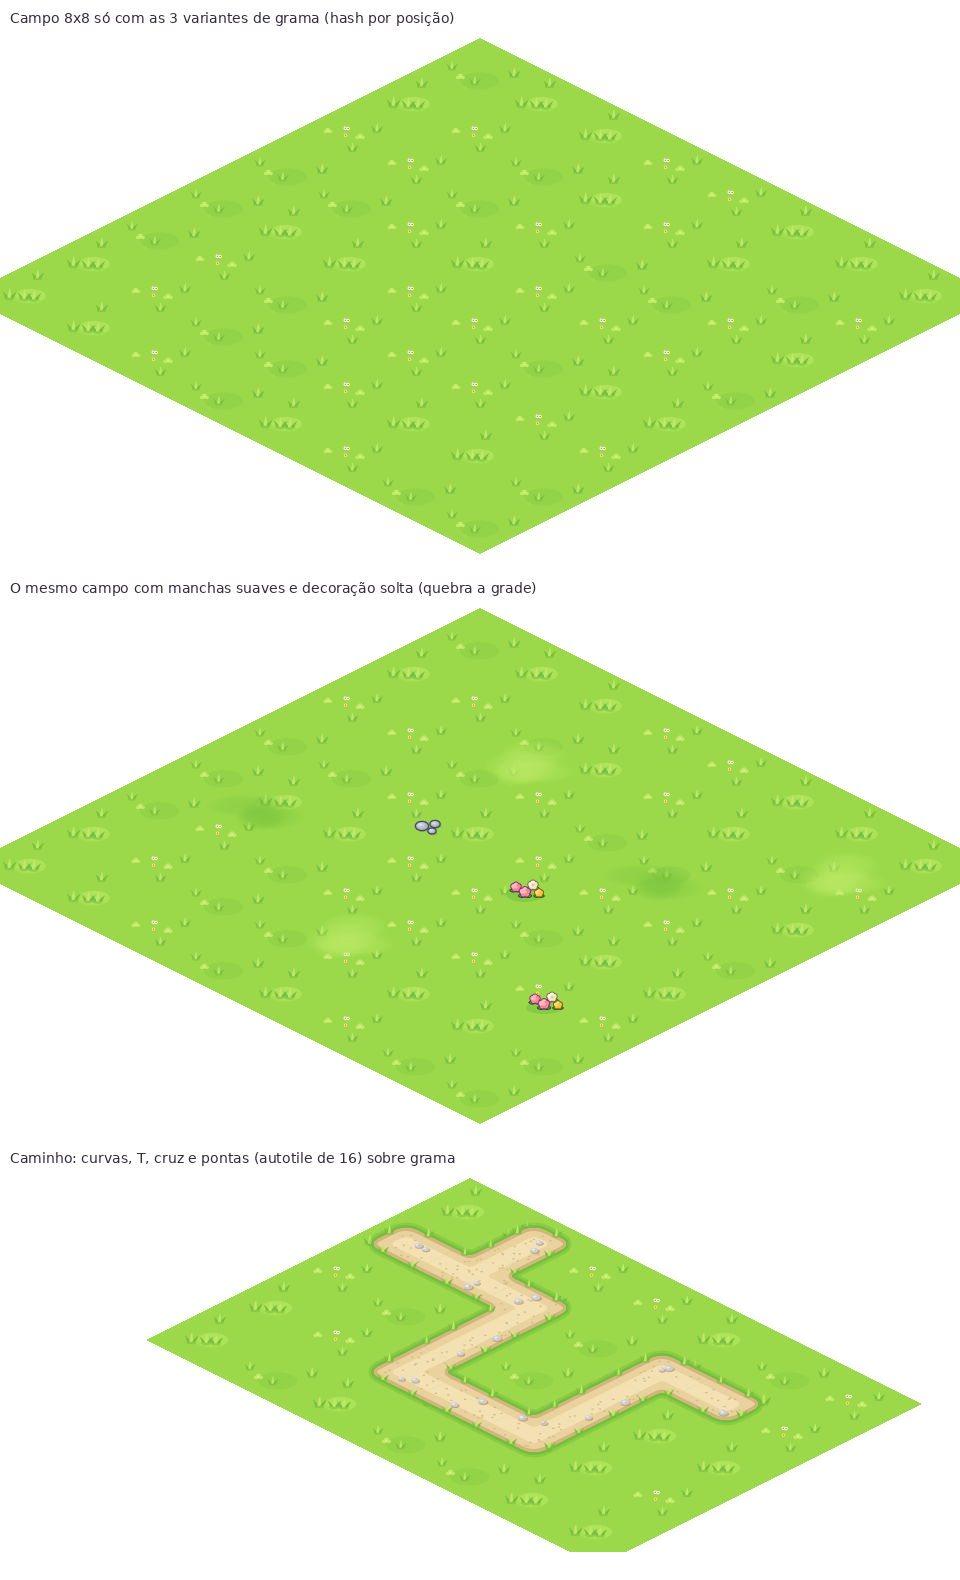 Campo 8x8 só com as 3 variantes de grama (hash por posição)
O mesmo campo com manchas suaves e decoração solta (quebra a grade)
Caminho: curvas, T, cruz e pontas (autotile de 16) sobre grama